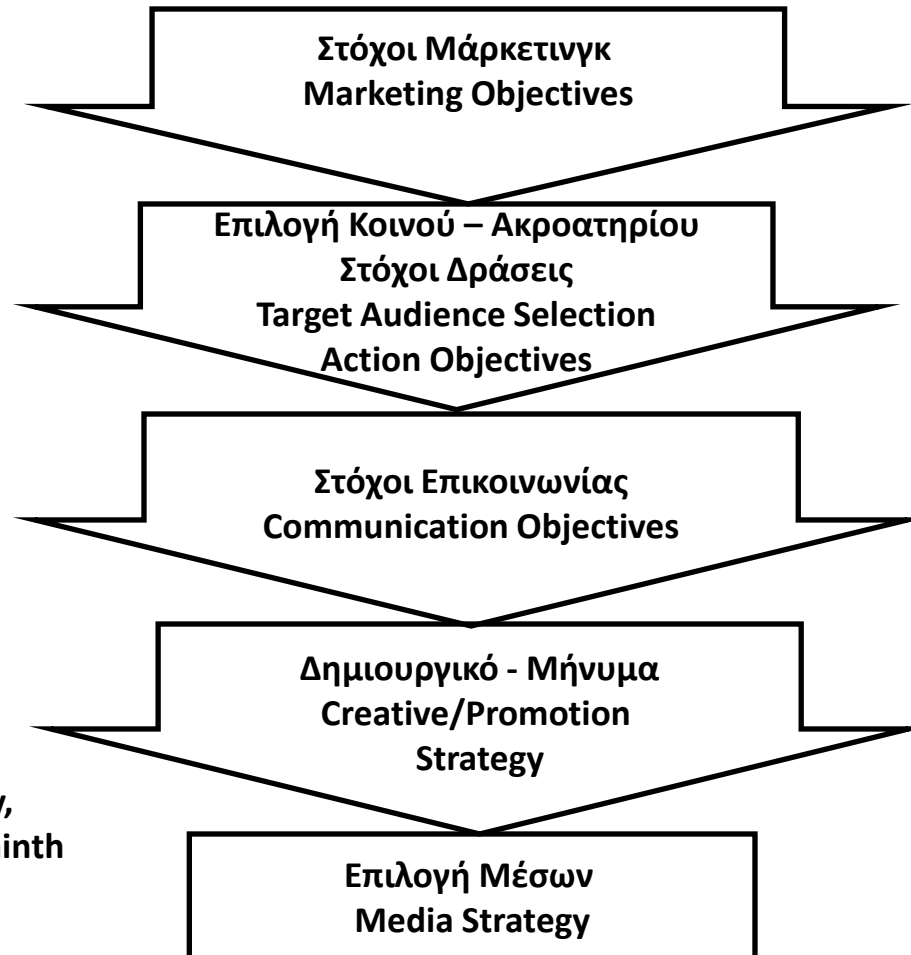 Στόχοι Μάρκετινγκ
Marketing Objectives
Επιλογή Κοινού – Ακροατηρίου
Στόχοι Δράσεις
Target Audience Selection
Action Objectives
Στόχοι Επικοινωνίας
Communication Objectives
Δημιουργικό - Μήνυμα
Creative/Promotion
Strategy
Επιλογή Μέσων
Media Strategy